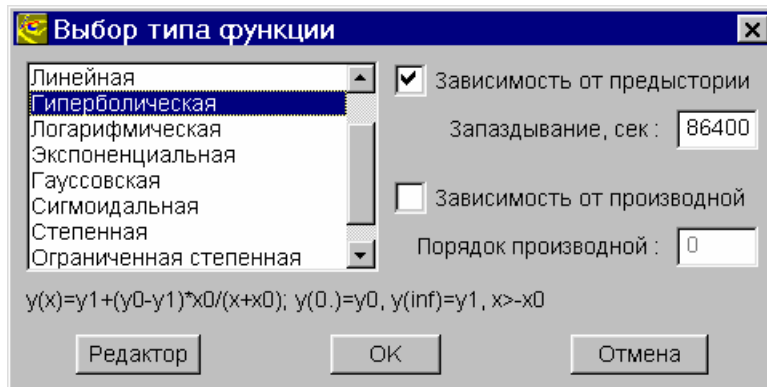 Выбор типа функции
Линейная
Гиперболическая
Логарифмическая
Экспоненциальная
Гауссовская
Сигмоидальная
Степенная
Ограниченная степенная
Зависимость от предыстории
Запаздывание, сек : 86400
Зависимость от производной
Порядок производной : 0
y(x)=y1+(y0-y1)*x0/(x+x0); y(0.)=y0, y(inf)=y1, x>-x0
Редактор OK Отмена